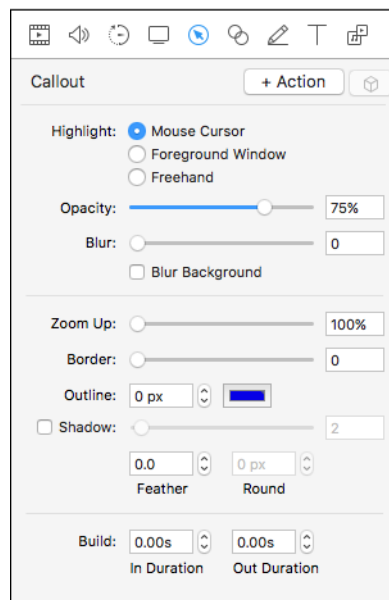 Callout + Action
Highlight: Mouse Cursor
Foreground Window
Freehand
Opacity: 75%
Blur: 0
Blur Background
Zoom Up: 100%
Border: 0
Outline: 0 px
Shadow: 2
0.0 0 px
Feather Round
Build: 0.00s 0.00s
In Duration Out Duration